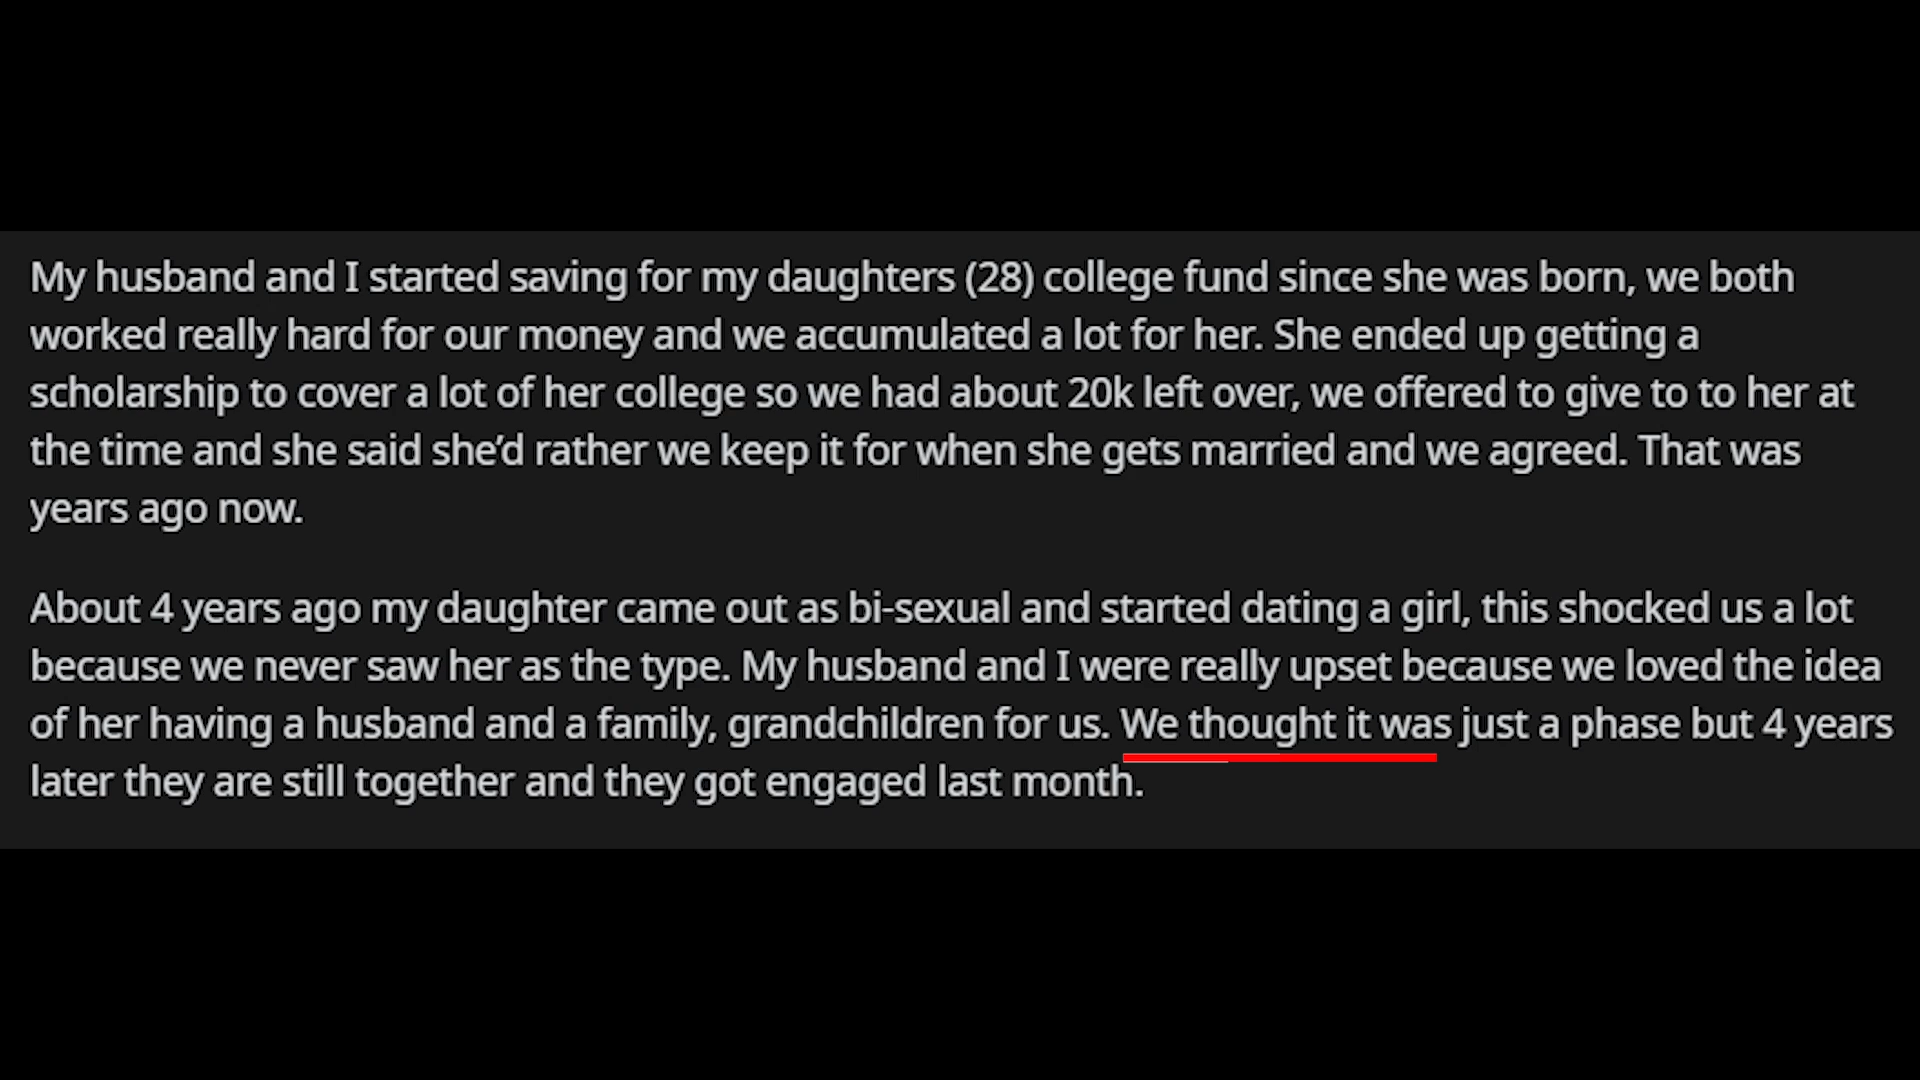 My husband and I started saving for my daughters (28) college fund since she was born, we both
worked really hard for our money and we accumulated a lot for her. She ended up getting a
scholarship to cover a lot of her college so we had about 20k left over, we offered to give to to her at
the time and she said she’d rather we keep it for when she gets married and we agreed. That was
years ago now.
About 4 years ago my daughter came out as bi-sexual and started dating a girl, this shocked us a lot
because we never saw her as the type. My husband and I were really upset because we loved the idea
of her having a husband and a family, grandchildren for us. We thought it was just a phase but 4 years
later they are still together and they got engaged last month.